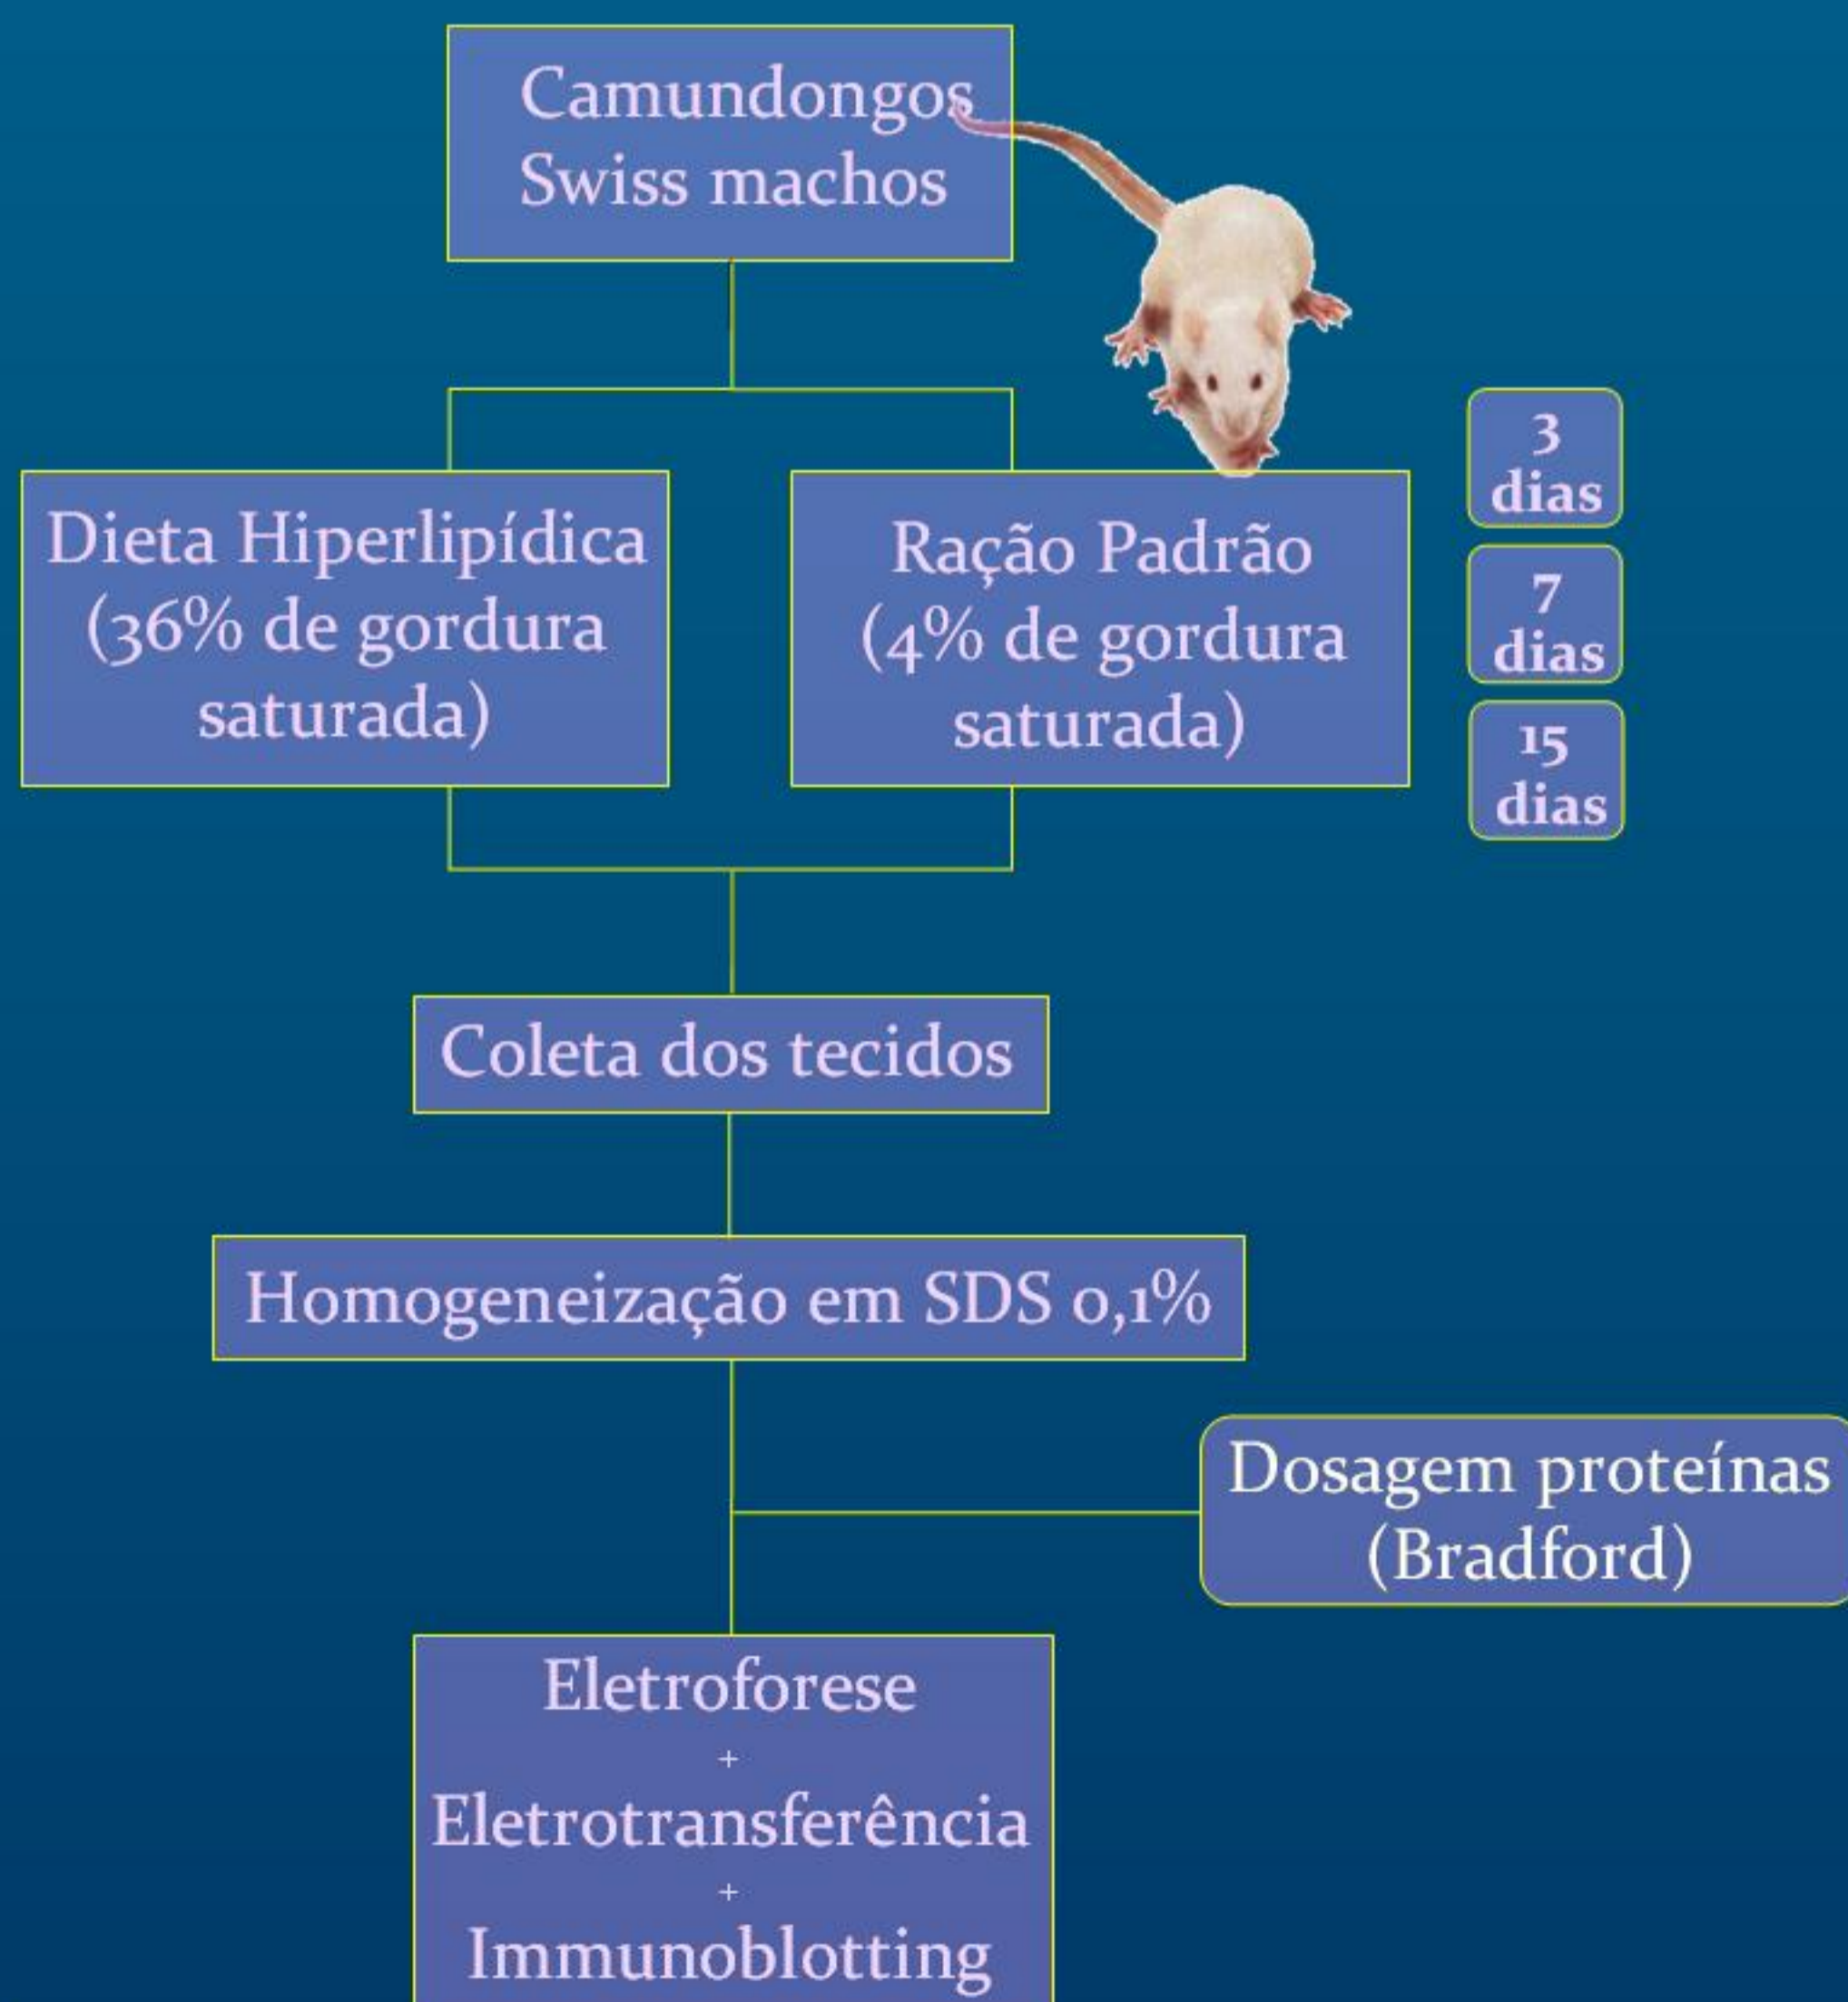 Camundongos
Swiss machos
Dieta Hiperlipídica
(36% de gordura
saturada)
Ração Padrão
(4% de gordura
saturada)
3
dias
7
dias
15
dias
Coleta dos tecidos
Homogeneização em SDS 0,1%
Dosagem proteínas
(Bradford)
Eletroforese
+
Eletrotransferência
+
Immunoblotting